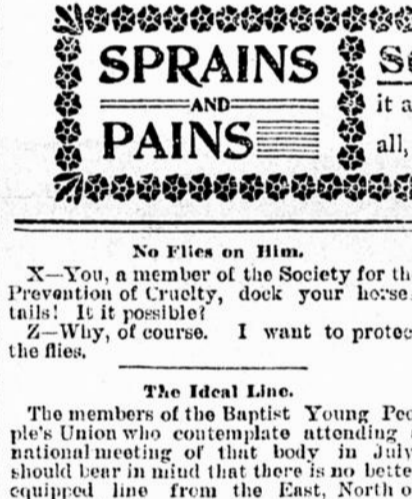 SPRAINS
AND
PAINS
it a
all,
No Flies on Him.
X—You, a member of the Society for th
Prevention of Cruelty, dock your horse
tails! It it possible?
Z—Why, of course. I want to protec
the flies.
The Ideal Line.
The members of the Baptist Young Peo
ple's Union who contemplate attending
national meeting of that body in July
should bear in mind that there is no bette
equipped line from the East, North o